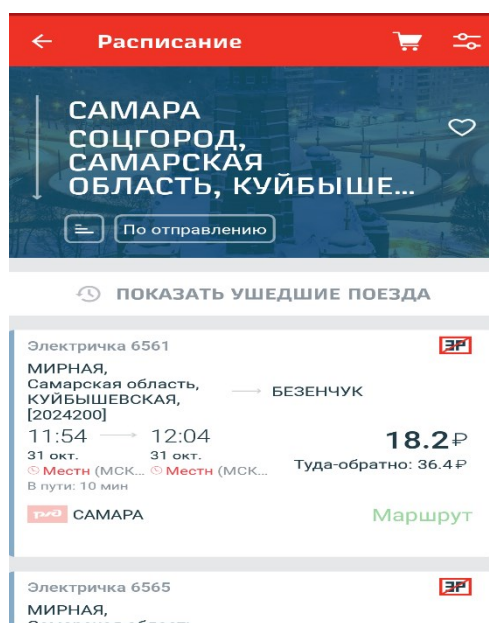 Расписание
САМАРА
СОЦГОРОД,
САМАРСКАЯ
ОБЛАСТЬ, КУЙБЫШЕ...
По отправлению
ПОКАЗАТЬ УШЕДШИЕ ПОЕЗДА
Электричка 6561
ЭР
МИРНАЯ,
Самарская область,
КУЙБЫШЕВСКАЯ,
[2024200]
БЕЗЕНЧУК
11:54 12:04
31 окт. 31 окт.
Местн (МСК... Местн (МСК...
В пути: 10 мин
18.2₽
Туда-обратно: 36.4₽
ржд САМАРА
Маршрут
Электричка 6565
ЭР
МИРНАЯ,